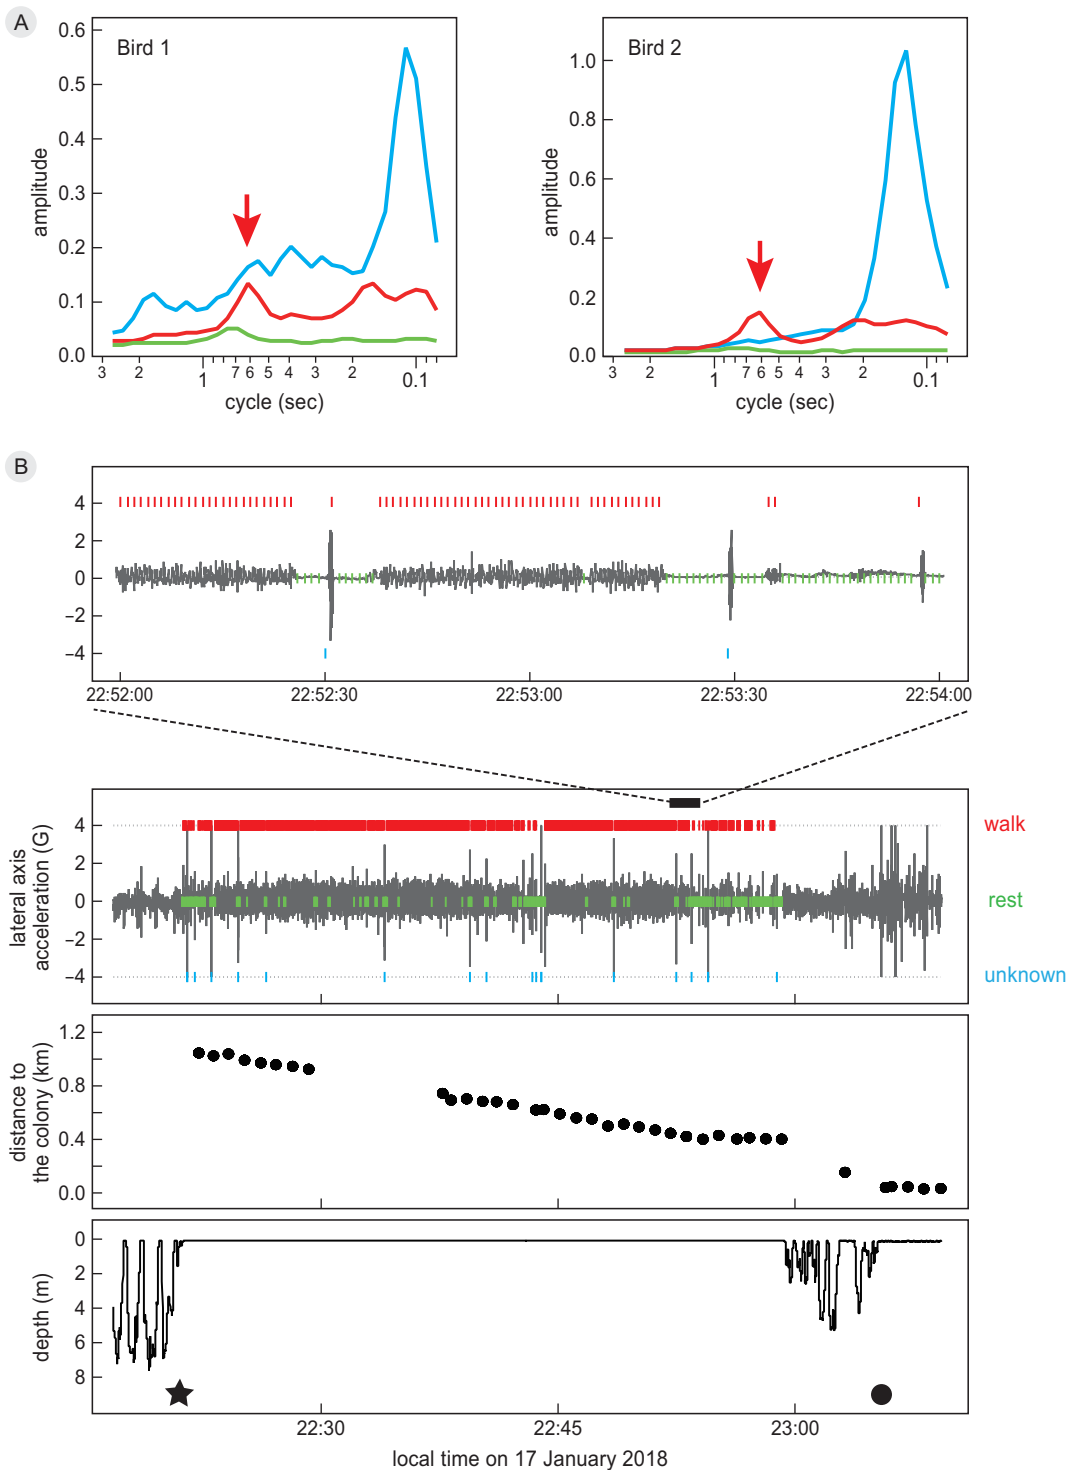 A
Bird 1
Bird 2
amplitude
0.6
0.5
0.4
0.3
0.2
0.1
0.0
3 2 1 7 6 5 4 3 2 0.1
cycle (sec)
amplitude
1.0
0.8
0.6
0.4
0.2
0.0
3 2 1 7 6 5 4 3 2 0.1
cycle (sec)
B
4
2
0
−2
−4
22:52:00 22:52:30 22:53:00 22:53:30 22:54:00
lateral axis
acceleration (G)
4
2
0
−2
−4
walk
rest
unknown
distance to
the colony (km)
1.2
0.8
0.4
0.0
depth (m)
0
2
4
6
8
22:30 22:45 23:00
local time on 17 January 2018